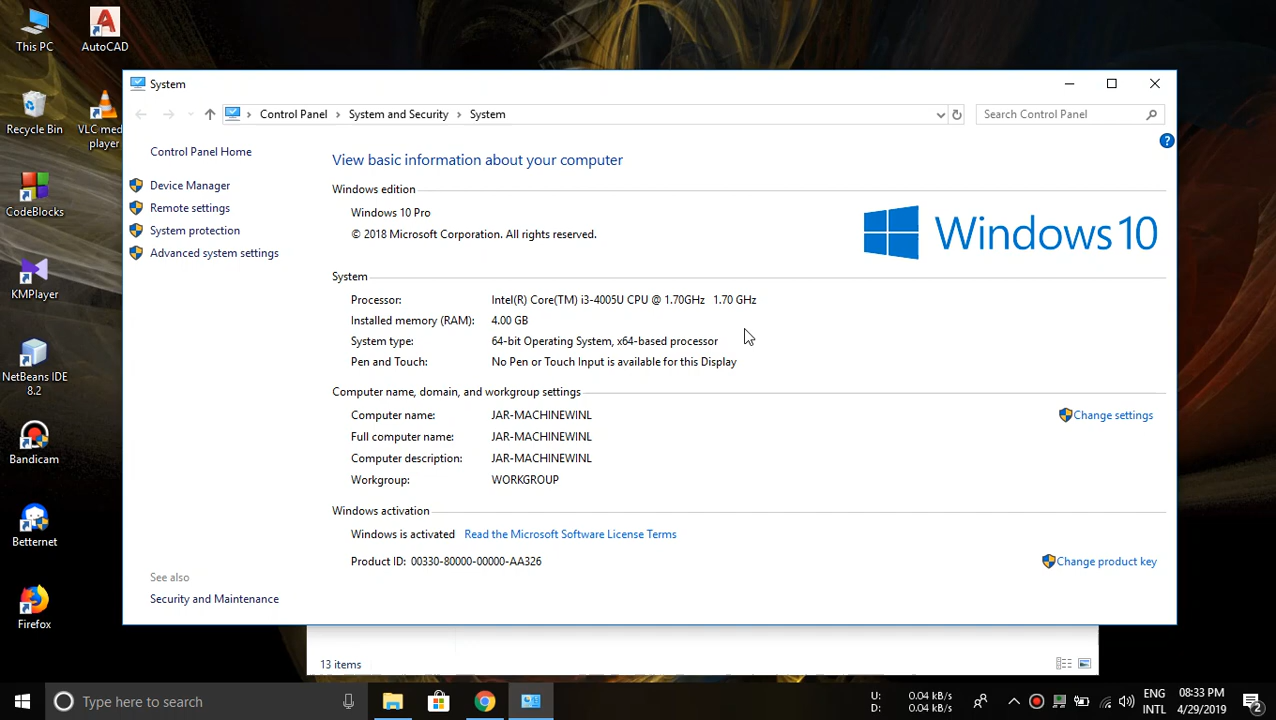 This PC
AutoCAD
Recycle Bin
VLC med
player
CodeBlocks
KMPlayer
NetBeans IDE
8.2
Bandicam
Betternet
Firefox
System
Control Panel > System and Security > System
Search Control Panel
Control Panel Home
Device Manager
Remote settings
System protection
Advanced system settings
See also
Security and Maintenance
?
View basic information about your computer
Windows edition
Windows 10 Pro
© 2018 Microsoft Corporation. All rights reserved.
Windows 10
System
Processor: Intel(R) Core(TM) i3-4005U CPU @ 1.70GHz 1.70 GHz
Installed memory (RAM): 4.00 GB
System type: 64-bit Operating System, x64-based processor
Pen and Touch: No Pen or Touch Input is available for this Display
Computer name, domain, and workgroup settings
Computer name: JAR-MACHINEWINL
Change settings
Full computer name: JAR-MACHINEWINL
Computer description: JAR-MACHINEWINL
Workgroup: WORKGROUP
Windows activation
Windows is activated Read the Microsoft Software License Terms
Product ID: 00330-80000-00000-AA326
Change product key
13 items
Type here to search
U: 0.04 kB/s
D: 0.04 kB/s
ENG
INTL
08:33 PM
4/29/2019
2